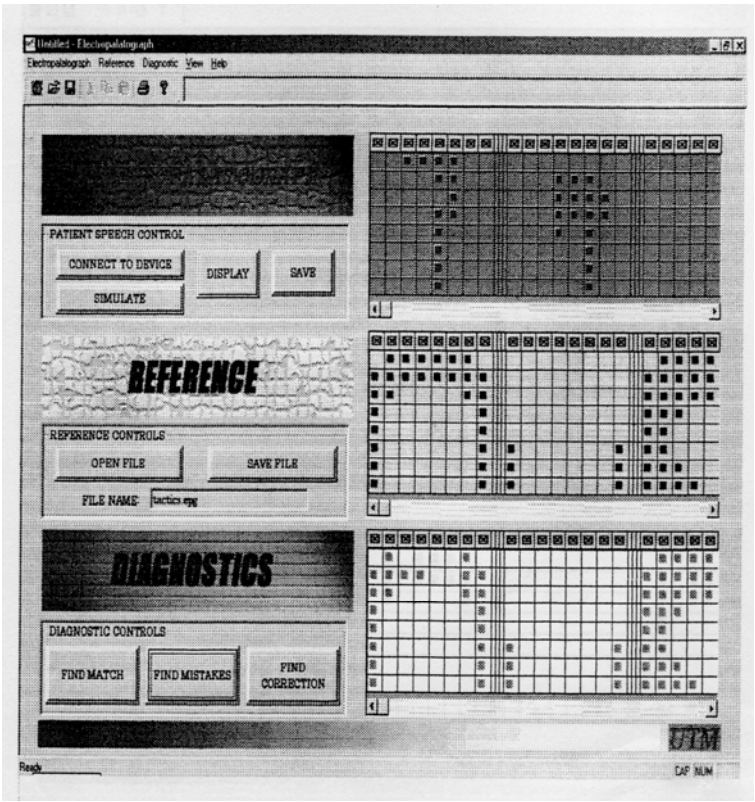 Untitled - Electropalatograph
Electropalatograph Reference Diagnostic View Help
PATIENT SPEECH CONTROL
CONNECT TO DEVICE
DISPLAY
SAVE
SIMULATE
REFERENCE
REFERENCE CONTROLS
OPEN FILE
SAVE FILE
FILE NAME: tactics.epg
DIAGNOSTICS
DIAGNOSTIC CONTROLS
FIND MATCH
FIND MISTAKES
FIND
CORRECTION
UTM
Ready
CAP NUM